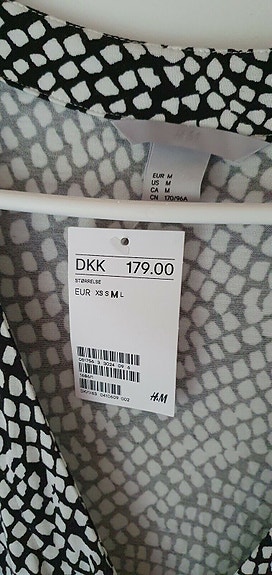 EUR M
US M
CA M
CN 170/96A
DKK 179.00
STØRRELSE
EUR XS S M L
H&M